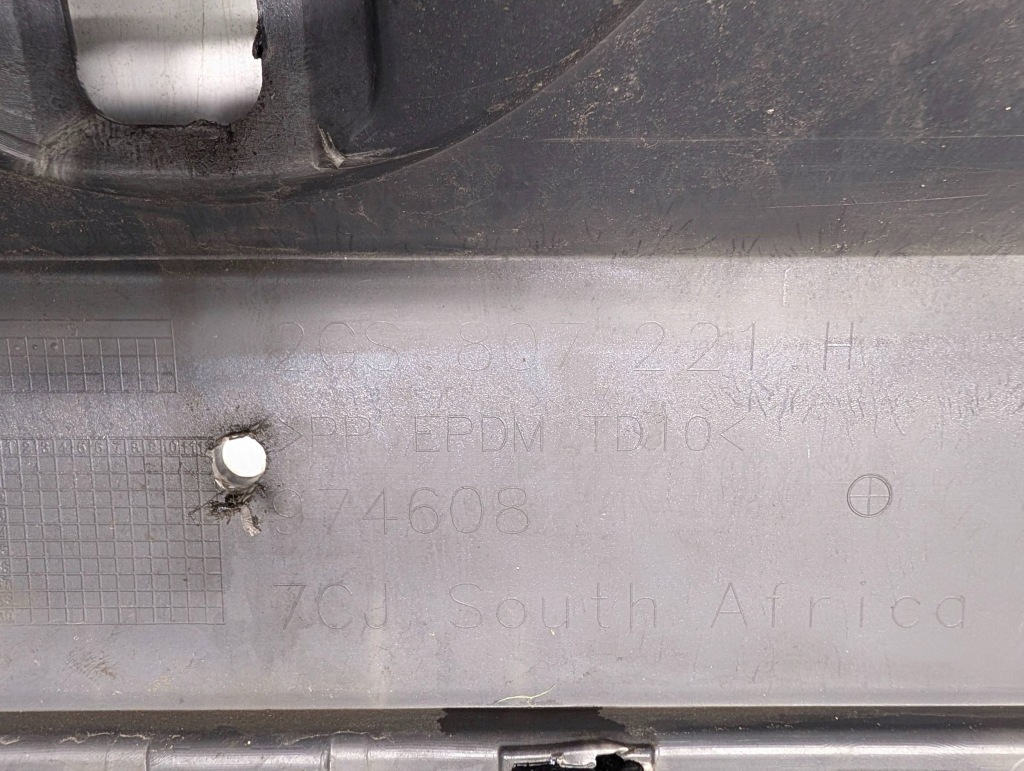 2GS.807.221.H
>PP EPDM TD10<
974608
7CJ South Africa